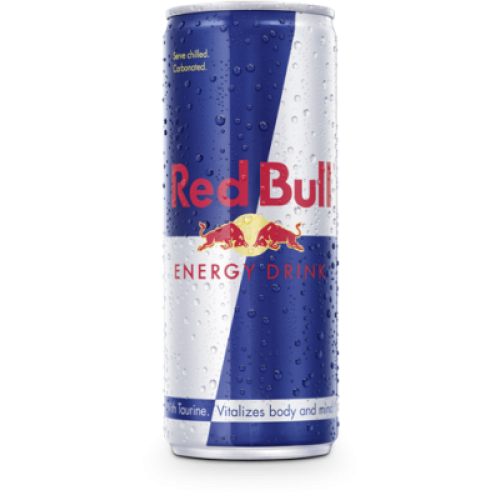 Serve chilled.
Carbonated.
Red Bull
ENERGY DRINK
Taurine. Vitalizes body and mind